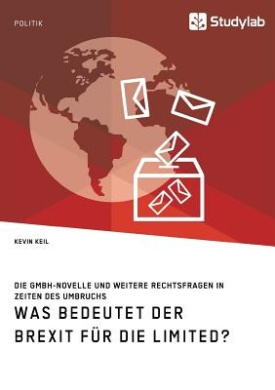 POLITIK
Studylab
KEVIN KEIL
DIE GMBH-NOVELLE UND WEITERE RECHTSFRAGEN IN
ZEITEN DES UMBRUCHS
WAS BEDEUTET DER
BREXIT FÜR DIE LIMITED?